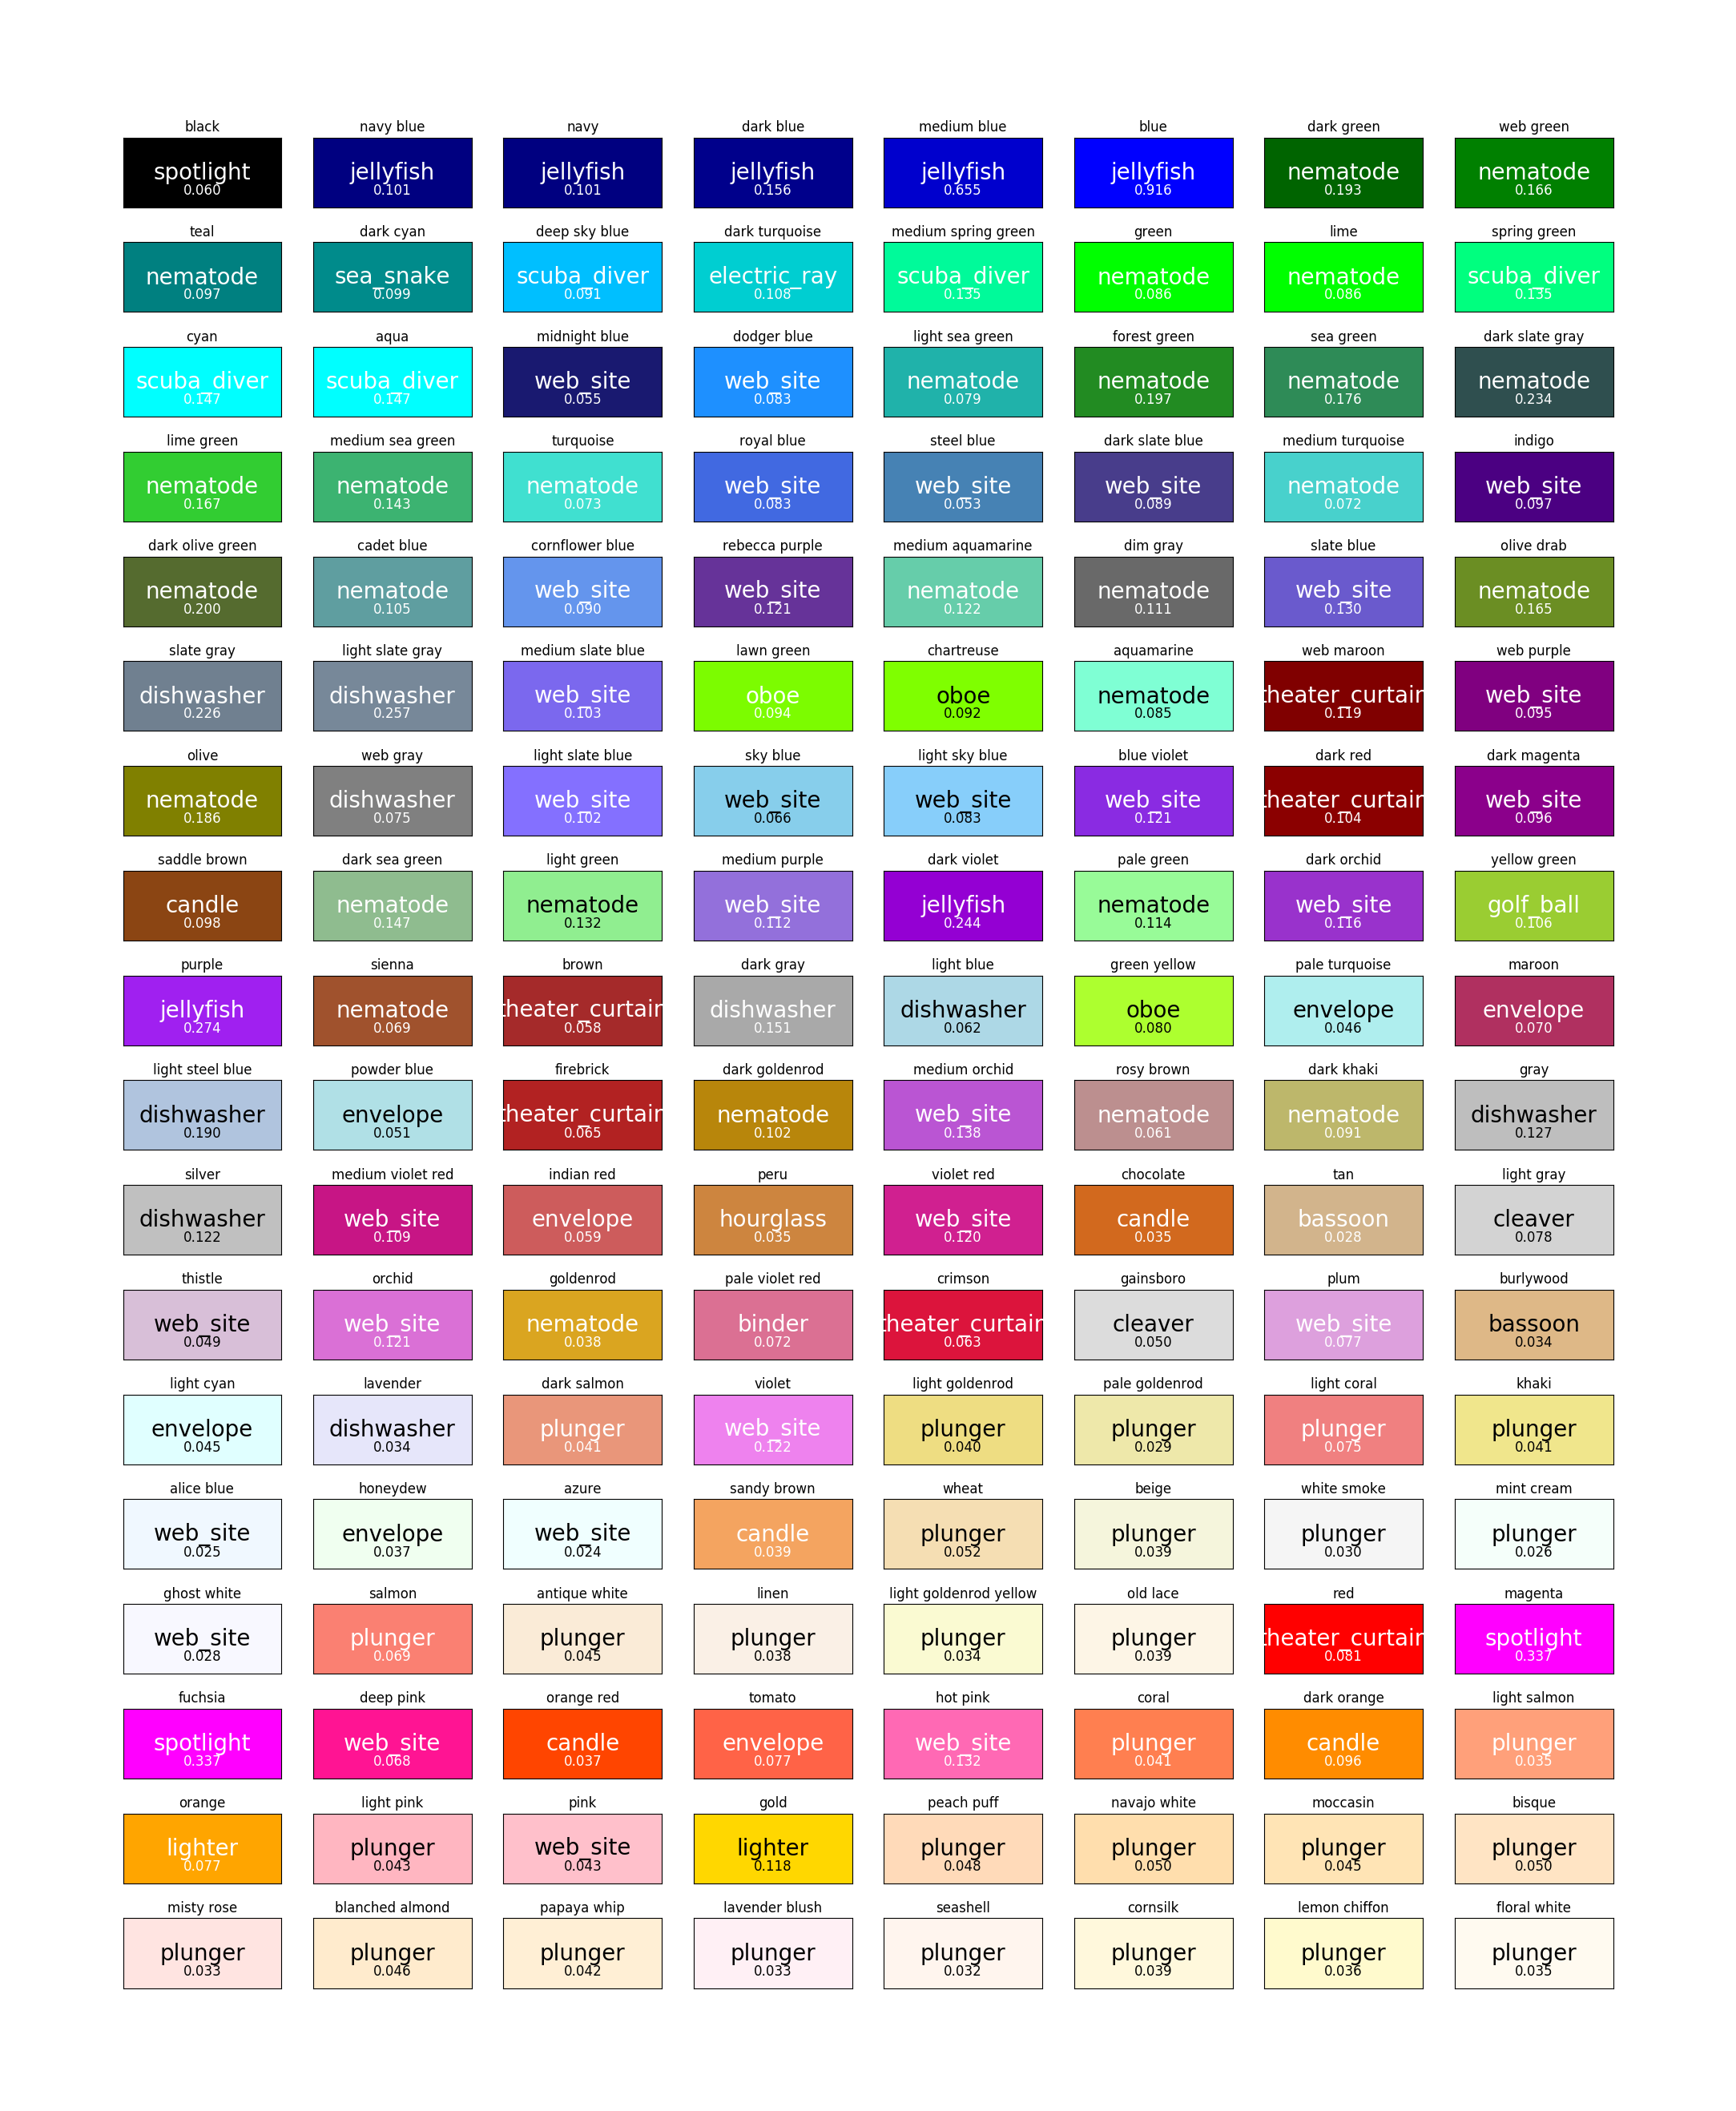 black navy blue navy dark blue medium blue blue dark green web green
spotlight jellyfish jellyfish jellyfish jellyfish jellyfish nematode nematode
0.060 0.101 0.101 0.156 0.655 0.916 0.193 0.166
teal dark cyan deep sky blue dark turquoise medium spring green green lime spring green
nematode sea_snake scuba_diver electric_ray scuba_diver nematode nematode scuba_diver
0.097 0.099 0.091 0.108 0.135 0.086 0.086 0.135
cyan aqua midnight blue dodger blue light sea green forest green sea green dark slate gray
scuba_diver scuba_diver web_site web_site nematode nematode nematode nematode
0.147 0.147 0.055 0.083 0.079 0.197 0.176 0.234
lime green medium sea green turquoise royal blue steel blue dark slate blue medium turquoise indigo
nematode nematode nematode web_site web_site web_site nematode web_site
0.167 0.143 0.073 0.083 0.053 0.089 0.072 0.097
dark olive green cadet blue cornflower blue rebecca purple medium aquamarine dim gray slate blue olive drab
nematode nematode web_site web_site nematode nematode web_site nematode
0.200 0.105 0.090 0.121 0.122 0.111 0.130 0.165
slate gray light slate gray medium slate blue lawn green chartreuse aquamarine web maroon web purple
dishwasher dishwasher web_site oboe oboe nematode theater_curtain web_site
0.226 0.257 0.103 0.094 0.092 0.085 0.119 0.095
olive web gray light slate blue sky blue light sky blue blue violet dark red dark magenta
nematode dishwasher web_site web_site web_site web_site theater_curtain web_site
0.186 0.075 0.102 0.066 0.083 0.121 0.104 0.096
saddle brown dark sea green light green medium purple dark violet pale green dark orchid yellow green
candle nematode nematode web_site jellyfish nematode web_site golf_ball
0.098 0.147 0.132 0.112 0.244 0.114 0.116 0.106
purple sienna brown dark gray light blue green yellow pale turquoise maroon
jellyfish nematode theater_curtain dishwasher dishwasher oboe envelope envelope
0.274 0.069 0.058 0.151 0.062 0.080 0.046 0.070
light steel blue powder blue firebrick dark goldenrod medium orchid rosy brown dark khaki gray
dishwasher envelope theater_curtain nematode web_site nematode nematode dishwasher
0.190 0.051 0.065 0.102 0.138 0.061 0.091 0.127
silver medium violet red indian red peru violet red chocolate tan light gray
dishwasher web_site envelope hourglass web_site candle bassoon cleaver
0.122 0.109 0.059 0.035 0.120 0.035 0.028 0.078
thistle orchid goldenrod pale violet red crimson gainsboro plum burlywood
web_site web_site nematode binder theater_curtain cleaver web_site bassoon
0.049 0.121 0.038 0.072 0.063 0.050 0.077 0.034
light cyan lavender dark salmon violet light goldenrod pale goldenrod light coral khaki
envelope dishwasher plunger web_site plunger plunger plunger plunger
0.045 0.034 0.041 0.122 0.040 0.029 0.075 0.041
alice blue honeydew azure sandy brown wheat beige white smoke mint cream
web_site envelope web_site candle plunger plunger plunger plunger
0.025 0.037 0.024 0.039 0.052 0.039 0.030 0.026
ghost white salmon antique white linen light goldenrod yellow old lace red magenta
web_site plunger plunger plunger plunger plunger theater_curtain spotlight
0.028 0.069 0.045 0.038 0.034 0.039 0.081 0.337
fuchsia deep pink orange red tomato hot pink coral dark orange light salmon
spotlight web_site candle envelope web_site plunger candle plunger
0.337 0.068 0.037 0.077 0.132 0.041 0.096 0.035
orange light pink pink gold peach puff navajo white moccasin bisque
lighter plunger web_site lighter plunger plunger plunger plunger
0.077 0.043 0.043 0.118 0.048 0.050 0.045 0.050
misty rose blanched almond papaya whip lavender blush seashell cornsilk lemon chiffon floral white
plunger plunger plunger plunger plunger plunger plunger plunger
0.033 0.046 0.042 0.033 0.032 0.039 0.036 0.035